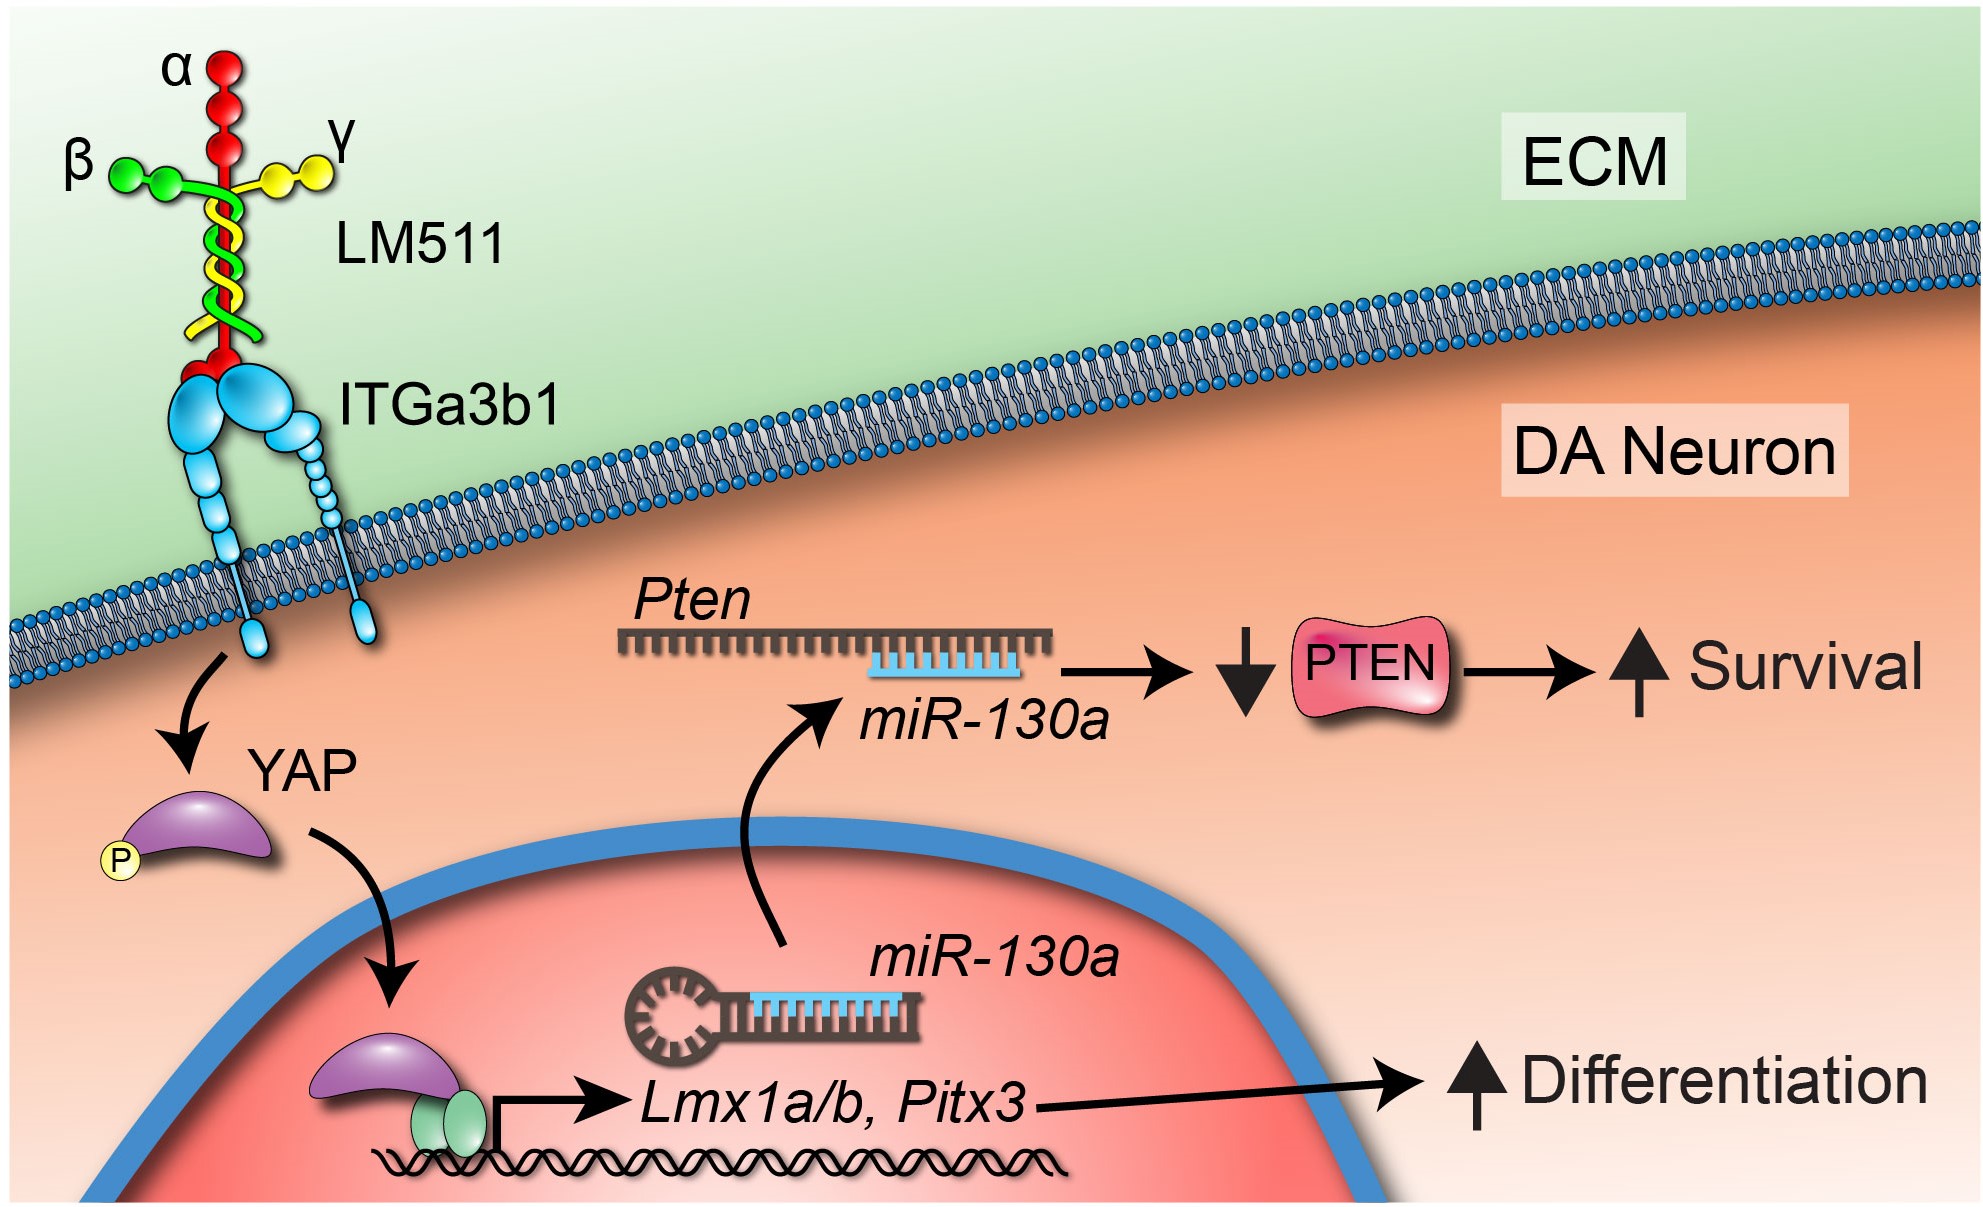 α
β
γ
LM511
ITGa3b1
ECM
DA Neuron
Pten
miR-130a
PTEN
Survival
YAP
P
miR-130a
Lmx1a/b, Pitx3
Differentiation